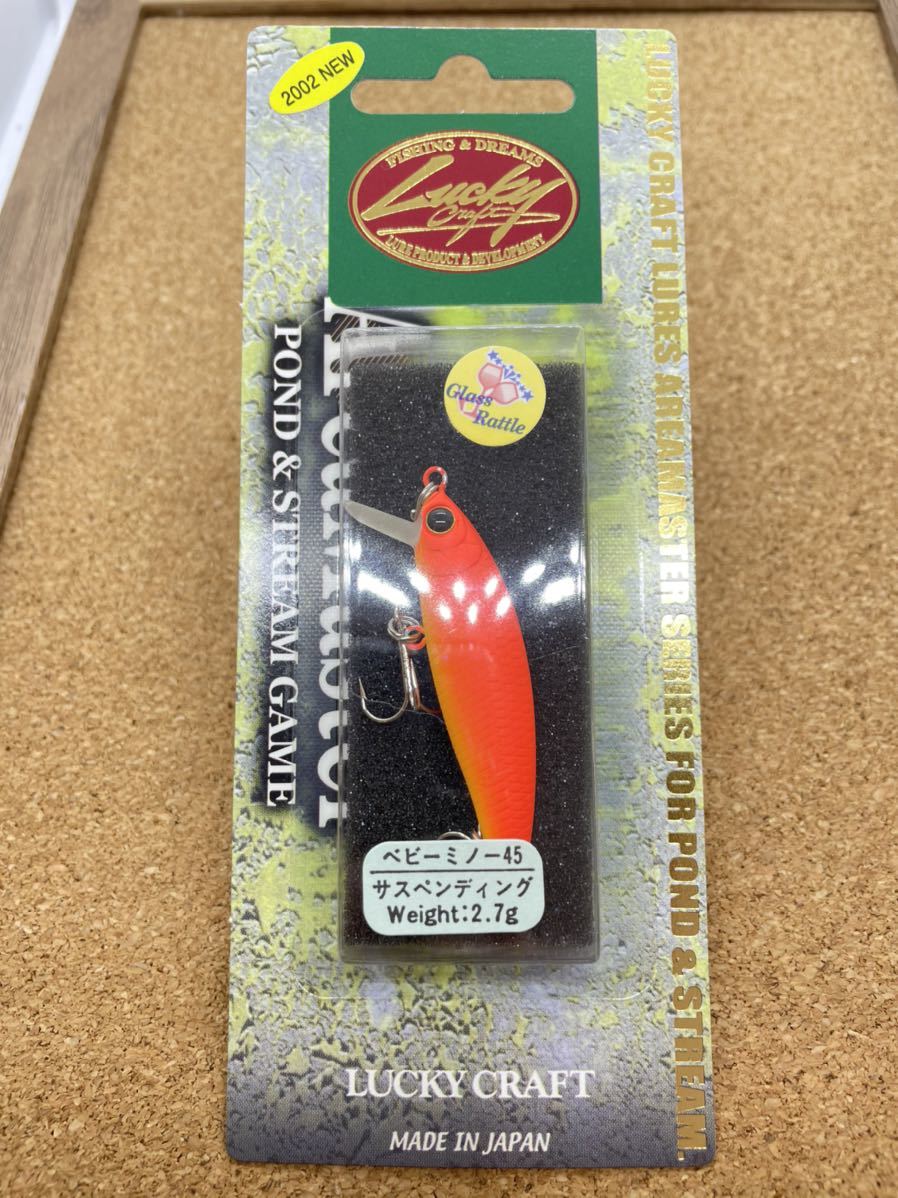 2002 NEW
FISHING & DREAMS
Lucky
Craft
LURE PRODUCT & DEVELOPMENT
POND & STREAM GAME
LUCKY CRAFT LURES AREAMASTER SERIES FOR POND & STREAM.
Glass
Rattle
ベビーミノー45
サスペンディング
Weight:2.7g
LUCKY CRAFT
MADE IN JAPAN